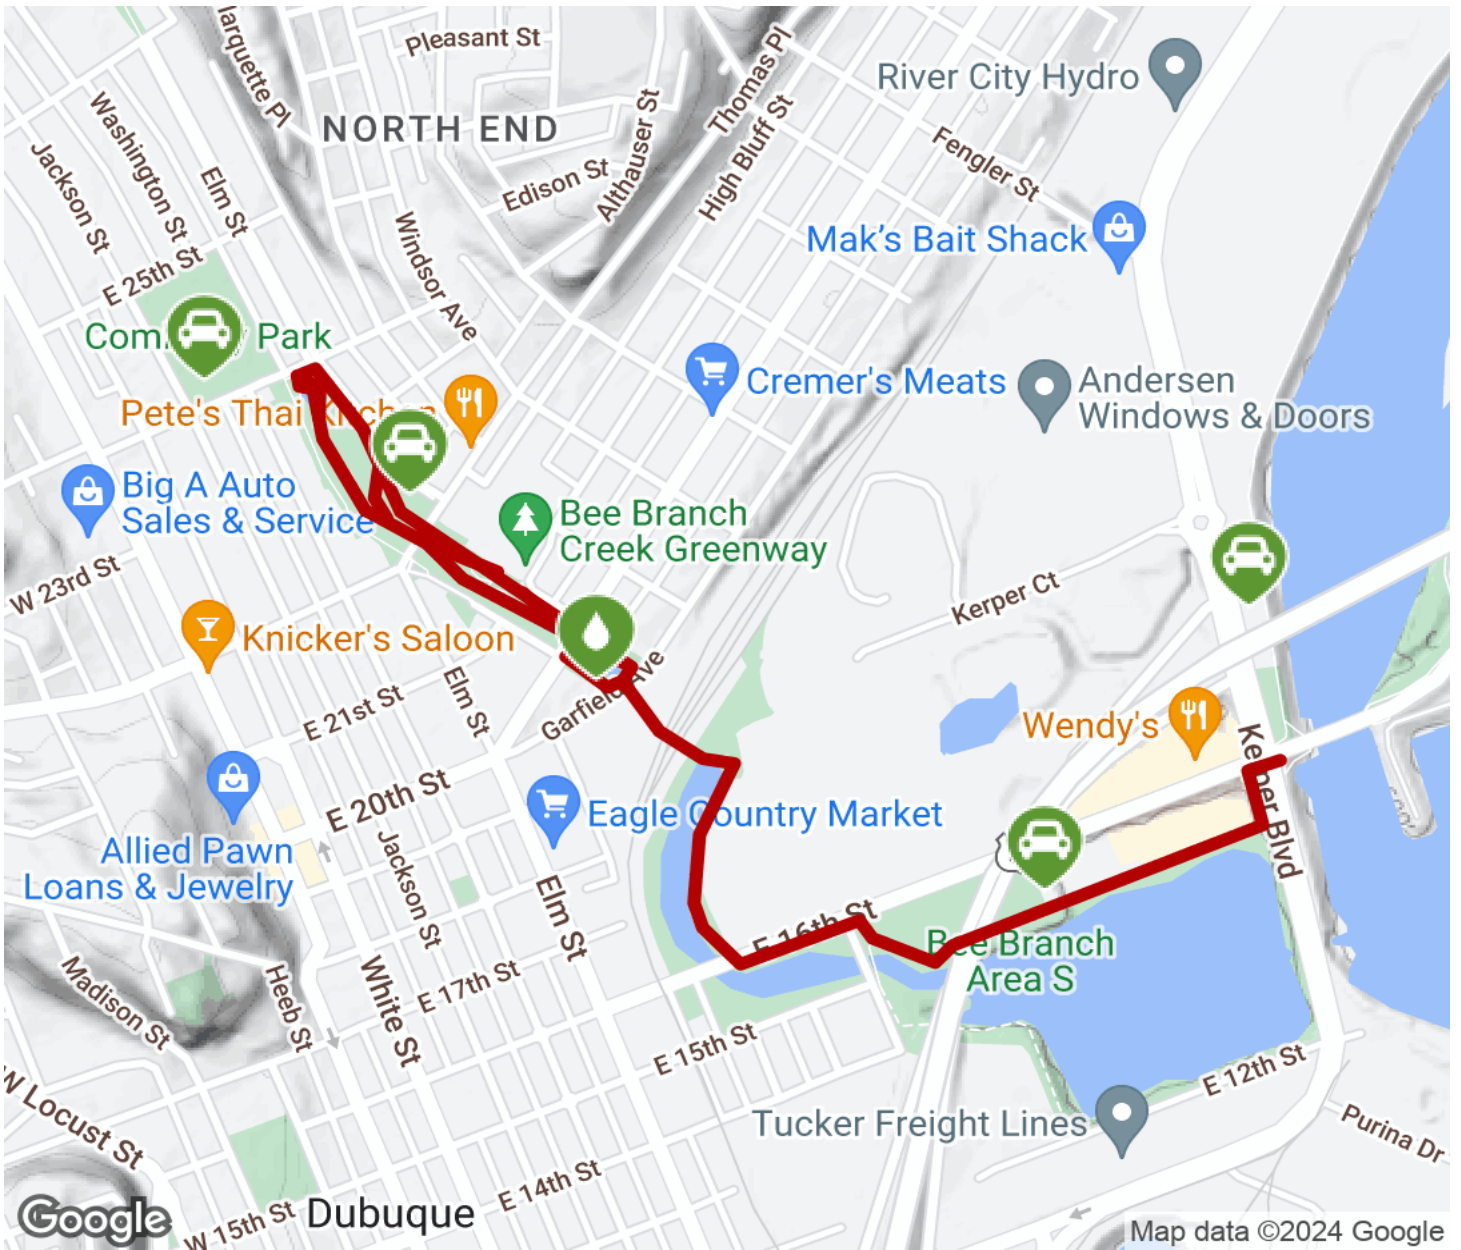 Pleasant St
Marquette Pl
Thomas Pl
River City Hydro
Washington St
NORTH END
Althauser St
High Bluff St
Fengler St
Jackson St
Elm St
Edison St
Windsor Ave
Mak's Bait Shack
E 25th St
Park
Cremer's Meats
Andersen
Windows & Doors
Pete's Thai Kitchen
Big A Auto
Sales & Service
Bee Branch
Creek Greenway
W 23rd St
Kerper Ct
Knicker's Saloon
Elm St
Garfield Ave
E 21st St
Wendy's
Kerper Blvd
E 20th St
Eagle Country Market
Allied Pawn
Loans & Jewelry
Jackson St
Elm St
E 16th St
Bee Branch
Area S
Madison St
Heeb St
White St
E 17th St
E 15th St
E 12th St
W Locust St
Tucker Freight Lines
Purina Dr
E 14th St
W 15th St
Dubuque
Google
Map data ©2024 Google